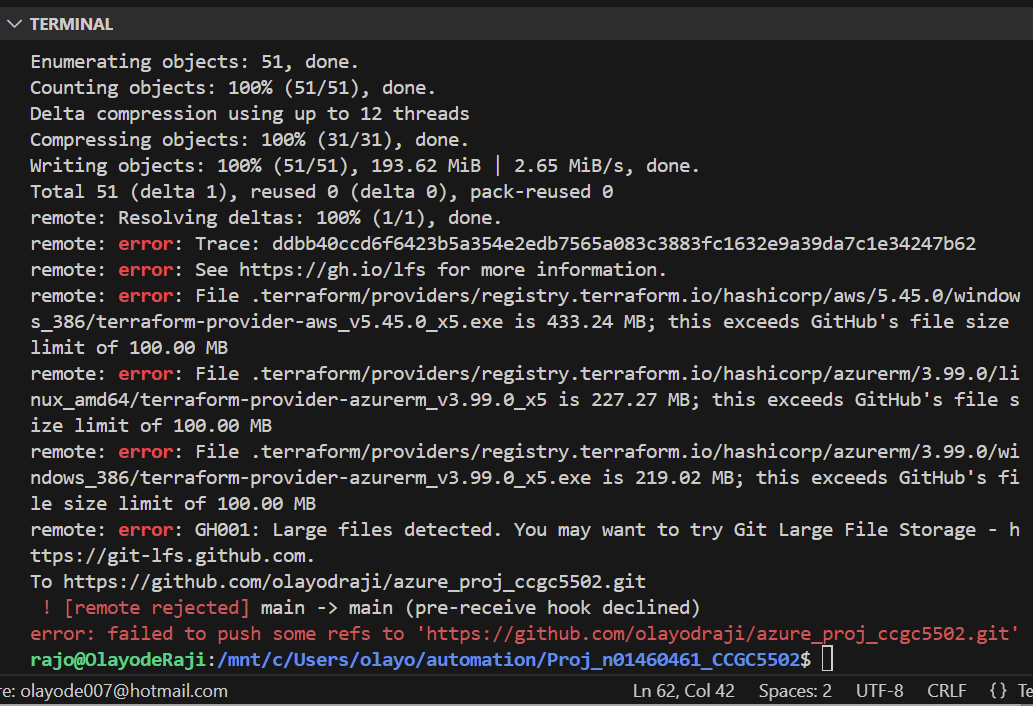 TERMINAL
Enumerating objects: 51, done.
Counting objects: 100% (51/51), done.
Delta compression using up to 12 threads
Compressing objects: 100% (31/31), done.
Writing objects: 100% (51/51), 193.62 MiB | 2.65 MiB/s, done.
Total 51 (delta 1), reused 0 (delta 0), pack-reused 0
remote: Resolving deltas: 100% (1/1), done.
remote: error: Trace: ddbb40ccd6f6423b5a354e2edb7565a083c3883fc1632e9a39da7c1e34247b62
remote: error: See https://gh.io/lfs for more information.
remote: error: File .terraform/providers/registry.terraform.io/hashicorp/aws/5.45.0/window
s_386/terraform-provider-aws_v5.45.0_x5.exe is 433.24 MB; this exceeds GitHub's file size
limit of 100.00 MB
remote: error: File .terraform/providers/registry.terraform.io/hashicorp/azurerm/3.99.0/li
nux_amd64/terraform-provider-azurerm_v3.99.0_x5 is 227.27 MB; this exceeds GitHub's file s
ize limit of 100.00 MB
remote: error: File .terraform/providers/registry.terraform.io/hashicorp/azurerm/3.99.0/wi
ndows_386/terraform-provider-azurerm_v3.99.0_x5.exe is 219.02 MB; this exceeds GitHub's fi
le size limit of 100.00 MB
remote: error: GH001: Large files detected. You may want to try Git Large File Storage - h
ttps://git-lfs.github.com.
To https://github.com/olayodraji/azure_proj_ccgc5502.git
! [remote rejected] main -> main (pre-receive hook declined)
error: failed to push some refs to 'https://github.com/olayodraji/azure_proj_ccgc5502.git'
rajo@OlayodeRaji:/mnt/c/Users/olayo/automation/Proj_n01460461_CCGC5502$
re: olayode007@hotmail.com Ln 62, Col 42 Spaces: 2 UTF-8 CRLF {} Te